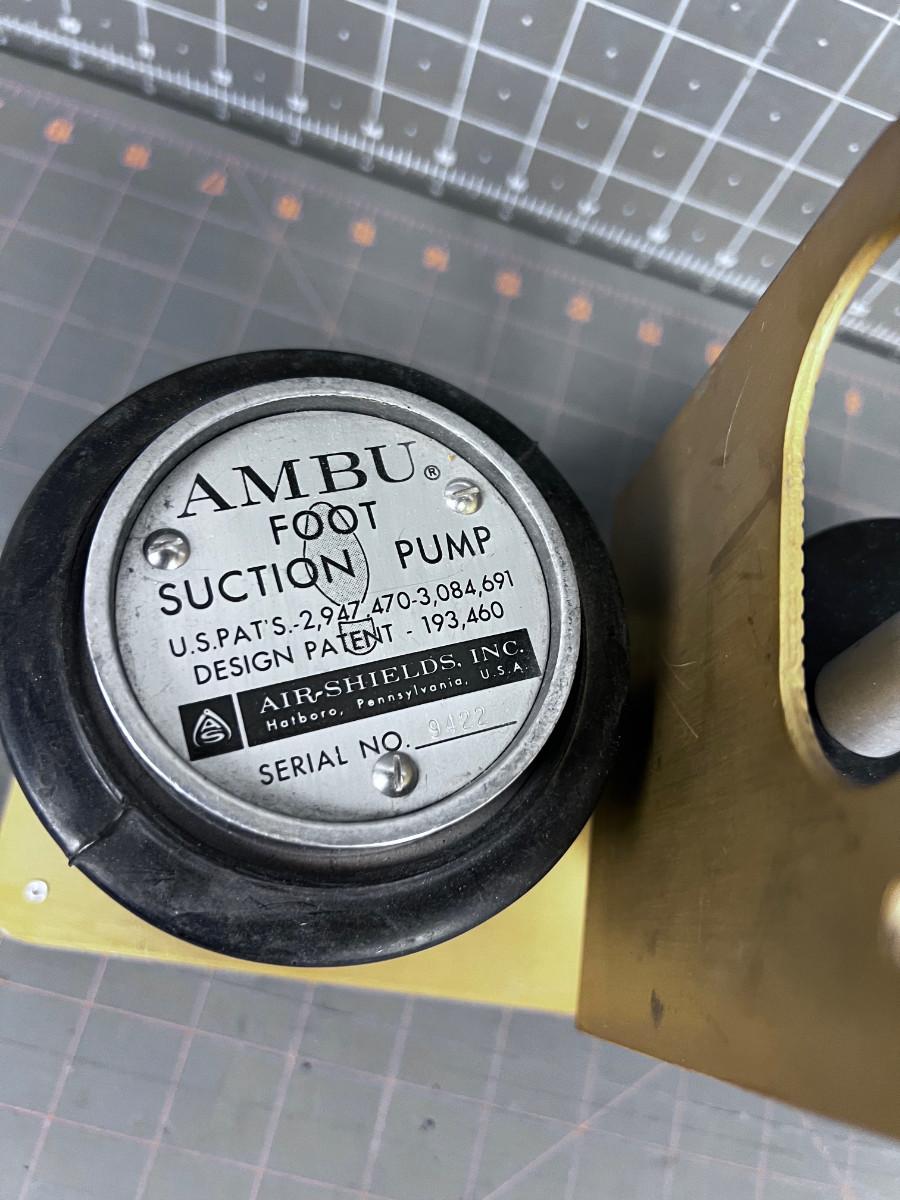 AMBU®
FOOT
SUCTION PUMP
U.S.PAT'S.-2,947,470-3,084,691
DESIGN PATENT - 193,460
AIR-SHIELDS, INC.
Hatboro, Pennsylvania, U.S.A.
SERIAL NO. 9422